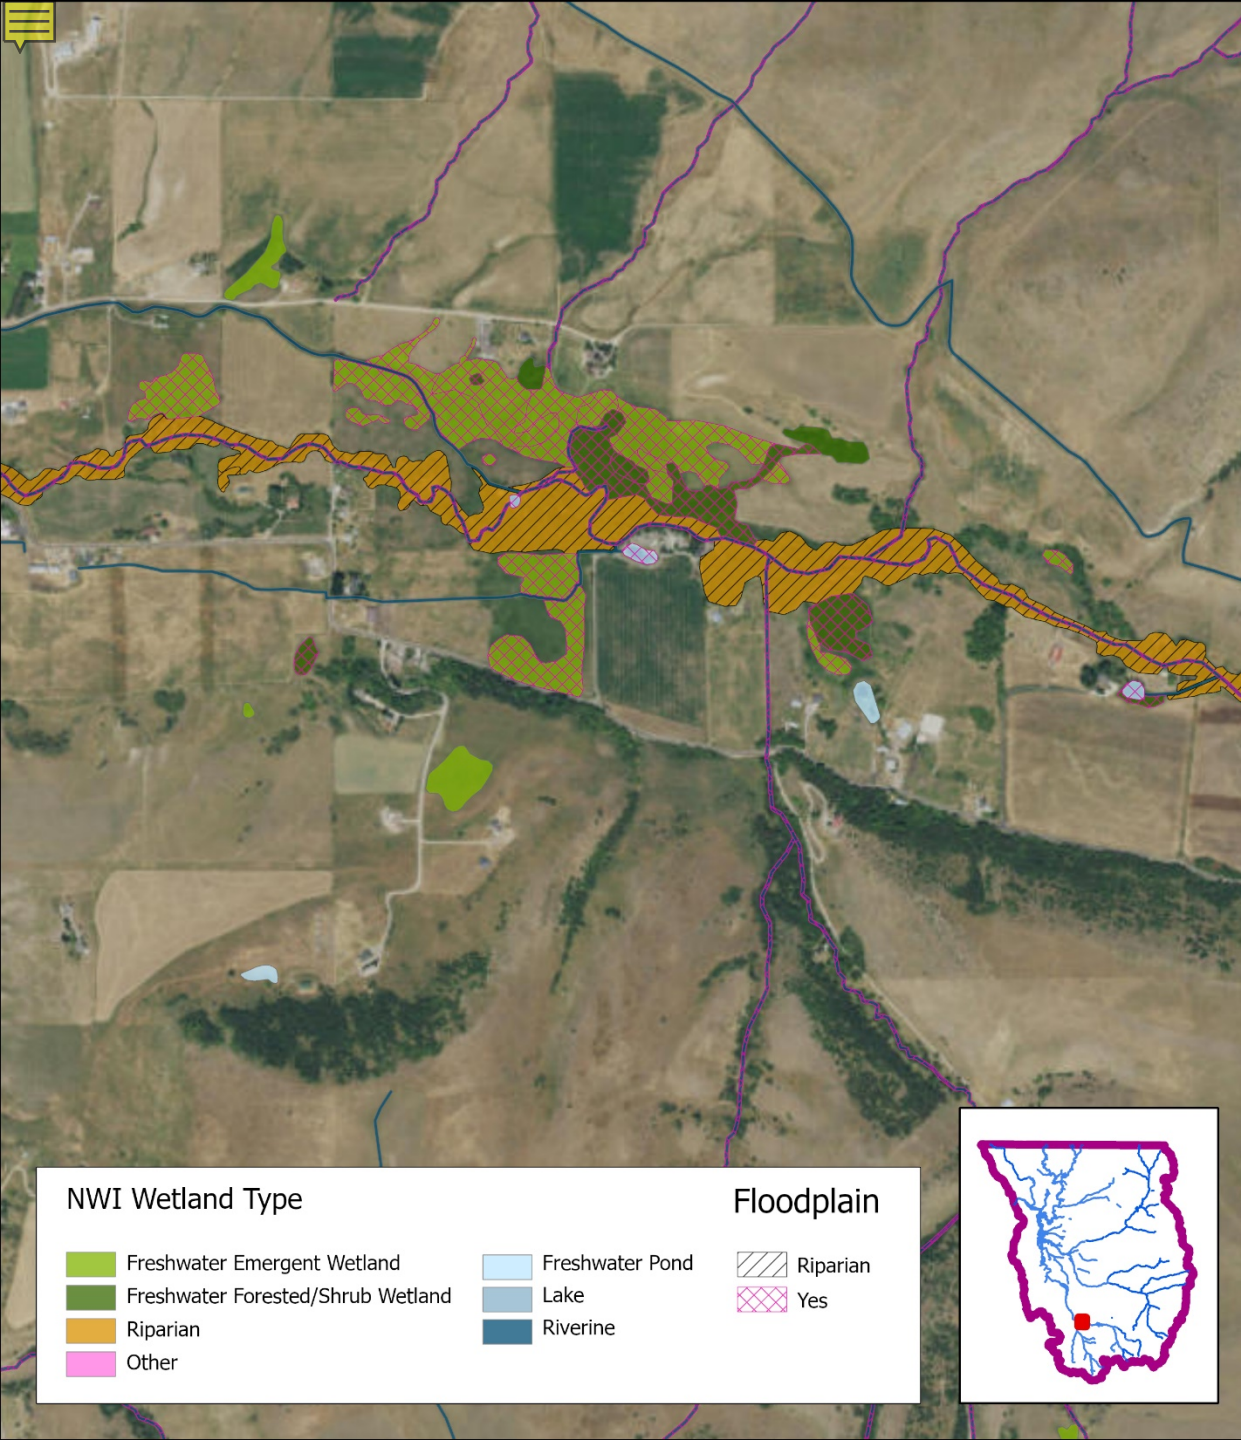 NWI Wetland Type
Freshwater Emergent Wetland
Freshwater Forested/Shrub Wetland
Riparian
Other
Freshwater Pond
Lake
Riverine
Floodplain
Riparian
Yes